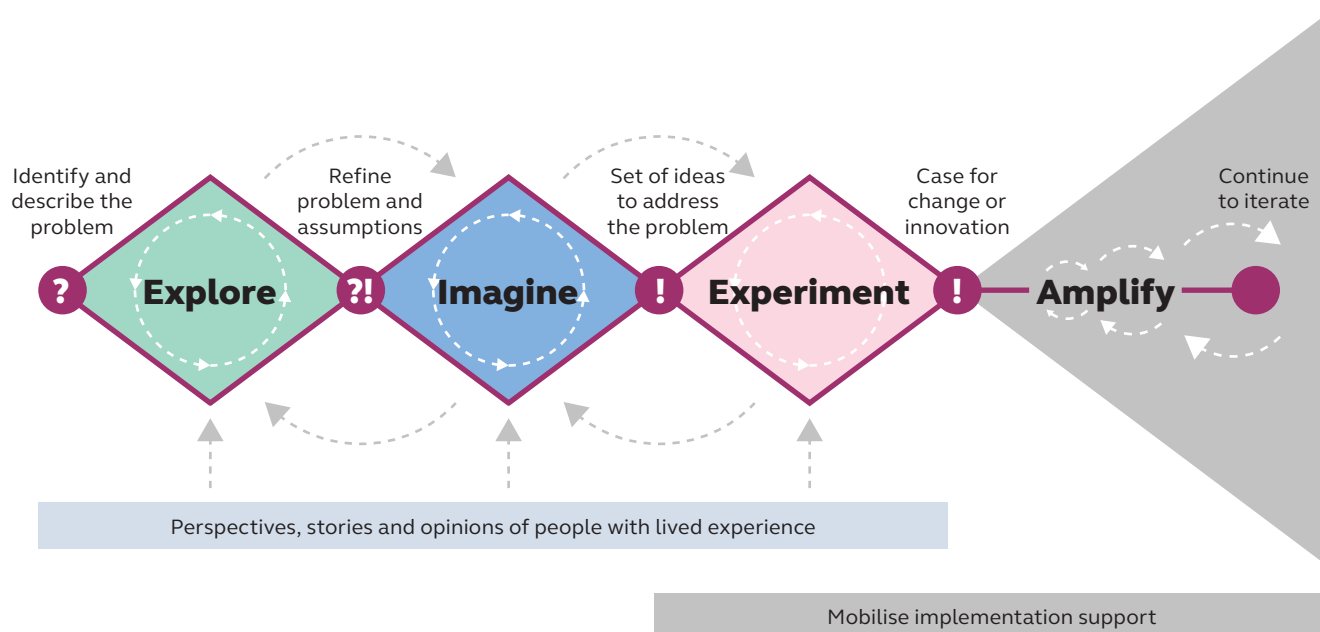 Identify and
describe the
problem
Refine
problem and
assumptions
Set of ideas
to address
the problem
Case for
change or
innovation
Continue
to iterate
?
Explore
?!
Imagine
!
Experiment
!
Amplify
Perspectives, stories and opinions of people with lived experience
Mobilise implementation support